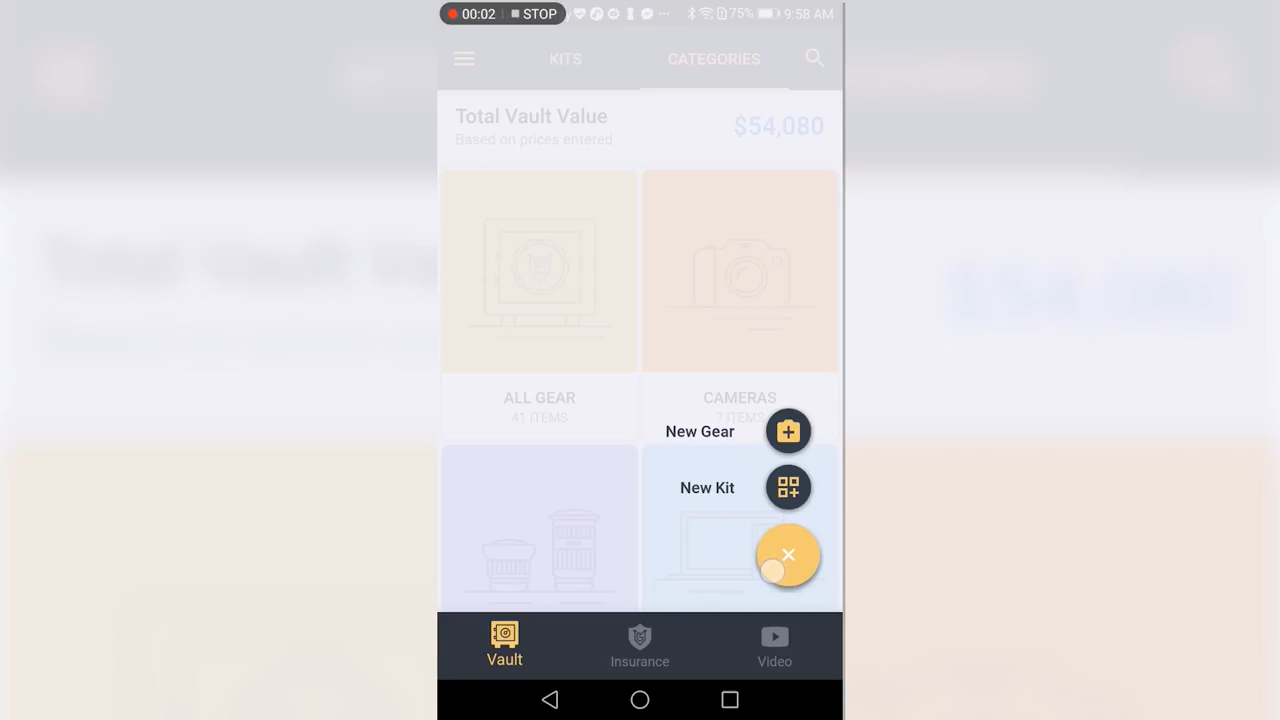 00:02 STOP 75% 9:58 AM
KITS CATEGORIES
Total Vault Value
Based on prices entered
$54,080
ALL GEAR
41 ITEMS
CAMERAS
7 ITEMS
New Gear
New Kit
Vault
Insurance
Video